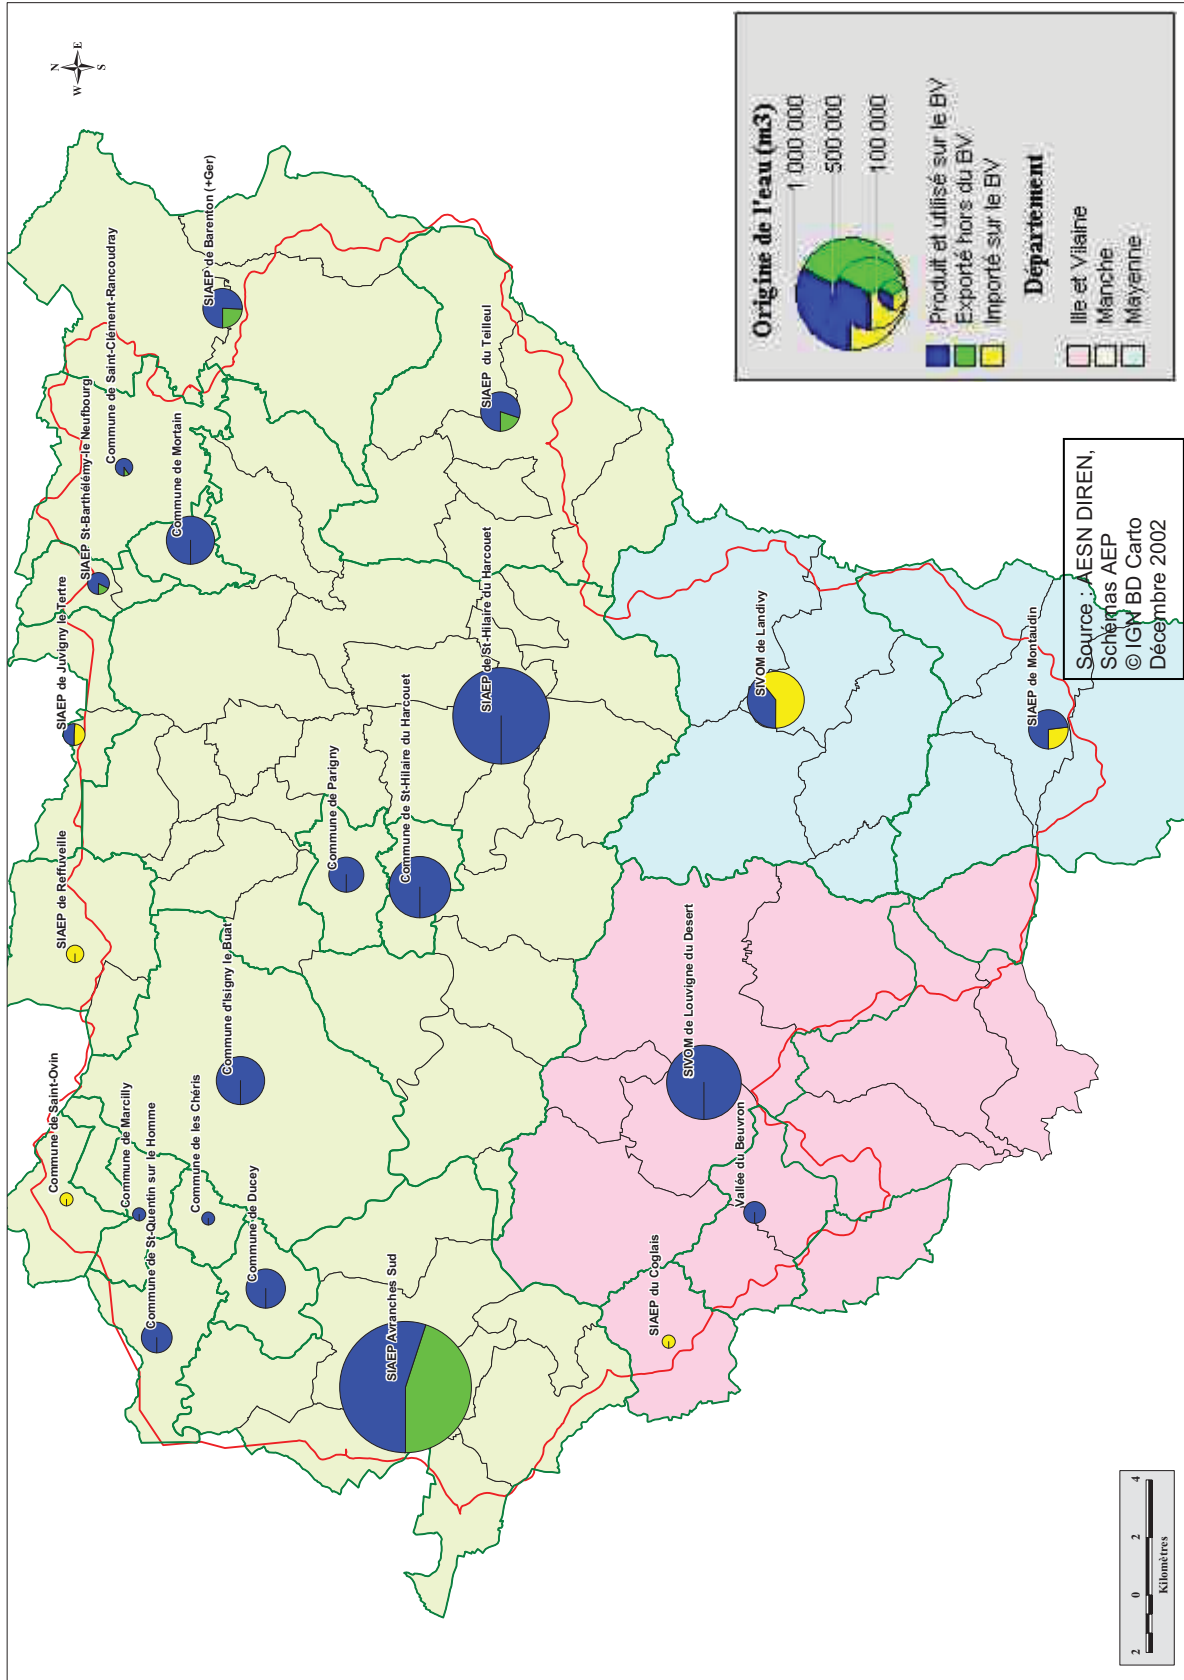 N
E
S
W
SIAEP de Barenton (+Ger)
Commune de Saint-Clément-Rancoudray
SIAEP St-Barthélémy-le Neufbourg
Commune de Mortain
SIAEP du Teilleul
SIAEP de Juvigny le Tertre
SIAEP de St-Hilaire du Harcouet
SIAEP de Reffuveille
Commune de Parigny
Commune de St-Hilaire du Harcouet
Commune d'Isigny le Buat
Commune de Saint-Ovin
Commune de Marcilly
Commune de St-Quentin sur le Homme
Commune de les Chéris
Commune de Ducey
SIAEP Avranches Sud
SIVOM de Landivy
SIAEP de Montaudin
SIVOM de Louvigne du Desert
Vallée du Beuvron
SIAEP du Coglais
Origine de l'eau (m3)
1 000 000
500 000
100 000
Produit et utilisé sur le BV
Exporté hors du BV
Importé sur le BV
Département
Ille et Vilaine
Manche
Mayenne
Source : AESN DIREN,
Schémas AEP
© IGN BD Carto
Décembre 2002
2 0 2 4
Kilomètres